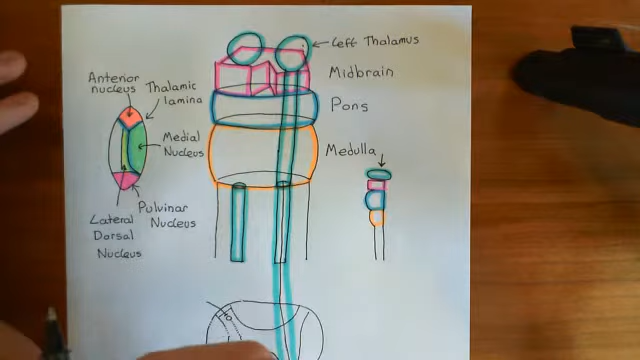 Left Thalamus
Midbrain
Pons
Medulla
Anterior
nucleus
Thalamic
lamina
Medial
Nucleus
Pulvinar
Nucleus
Lateral
Dorsal
Nucleus